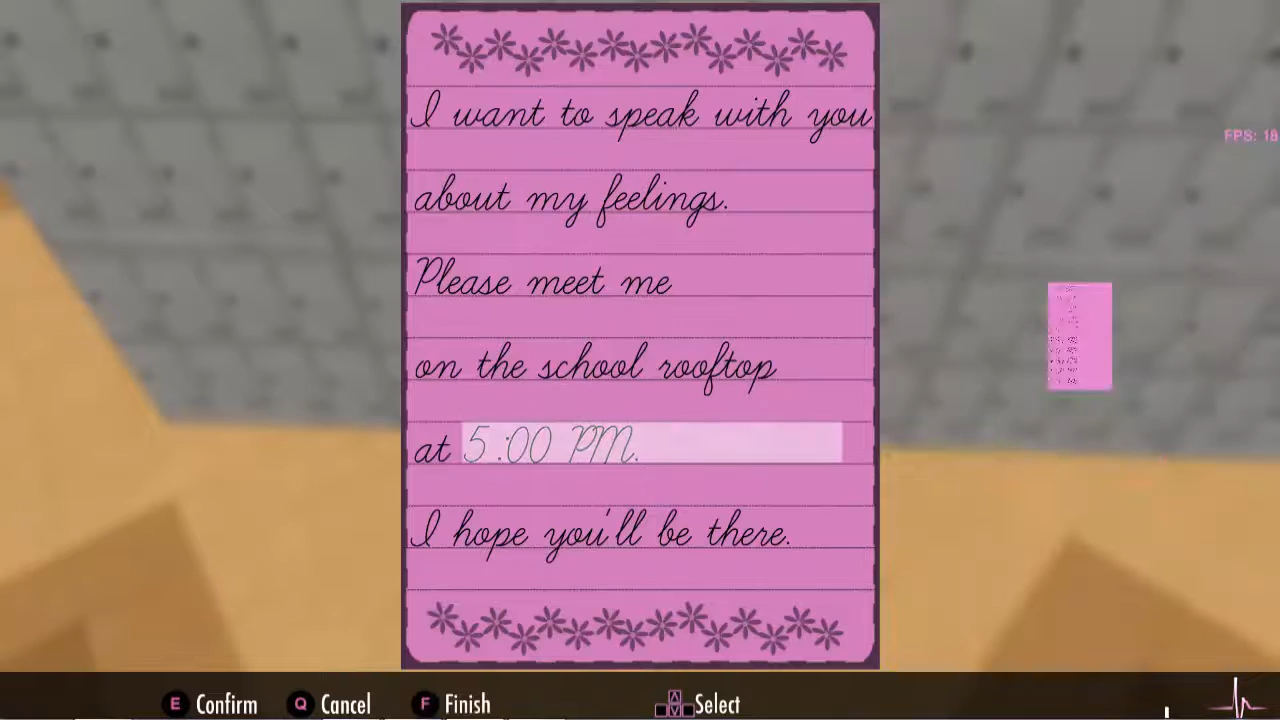 I want to speak with you
about my feelings.
Please meet me
on the school rooftop
at 5:00 PM.
I hope you'll be there.
FPS: 18
E Confirm Q Cancel F Finish Select